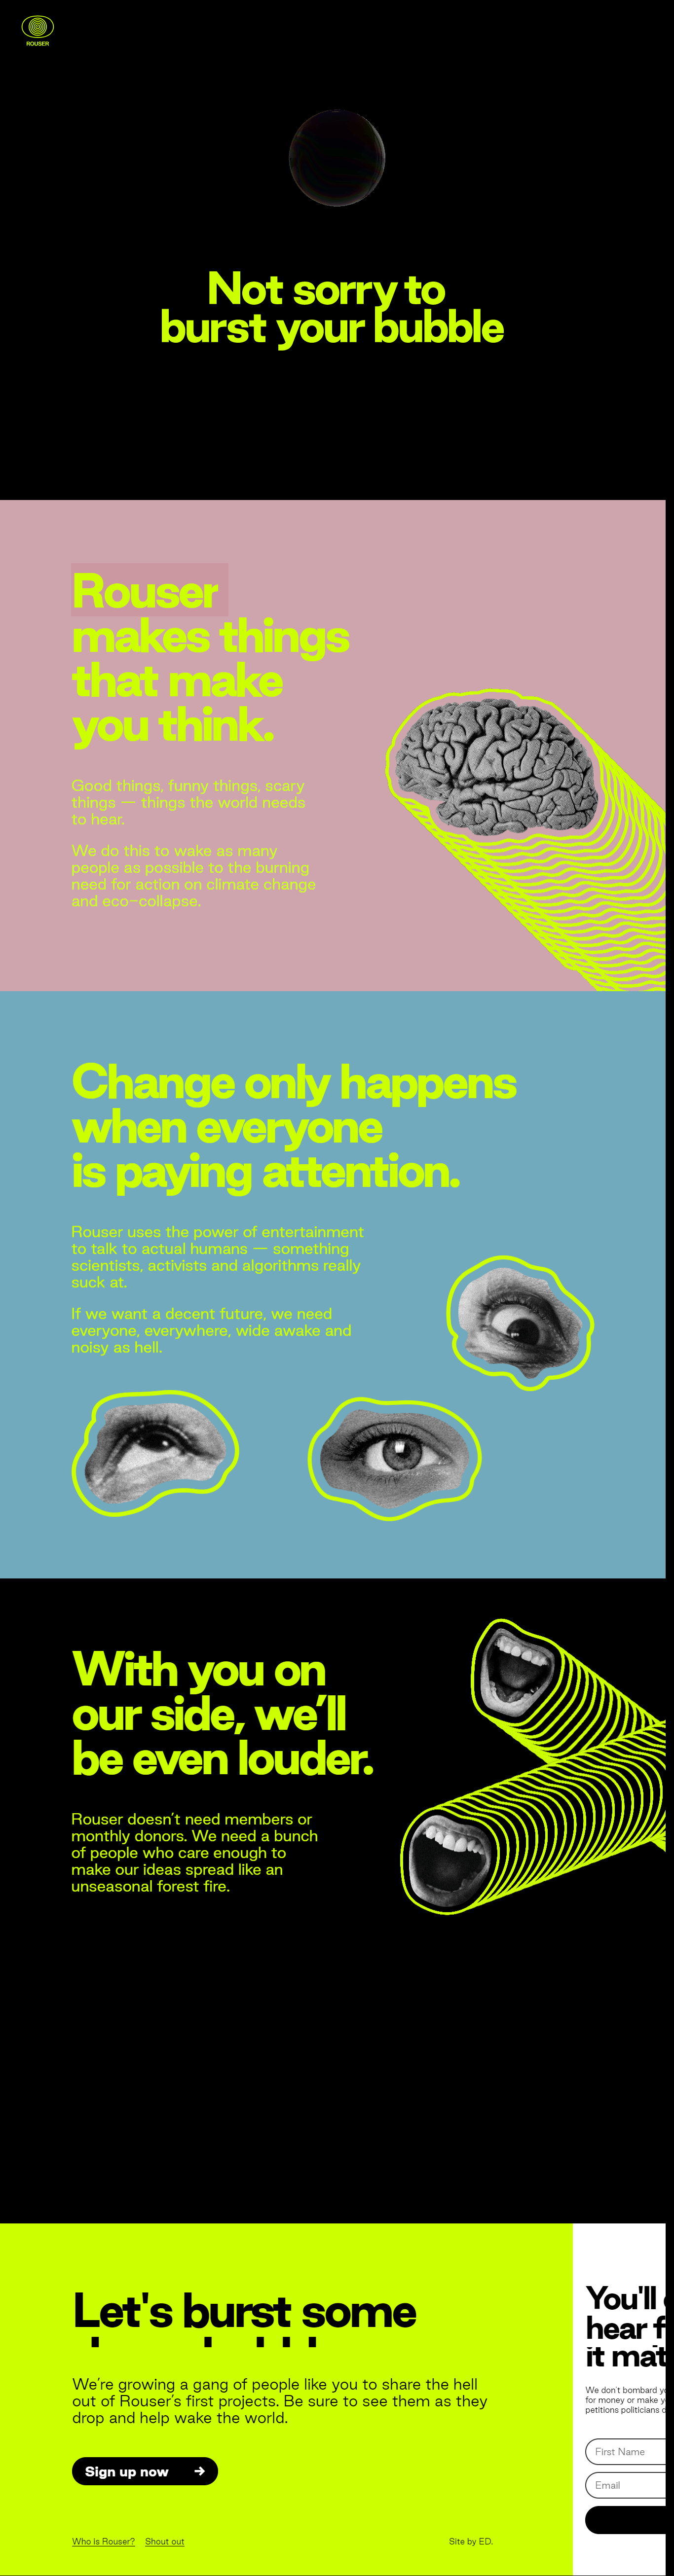 ROUSER
Not sorry to
burst your bubble
Rouser
makes things
that make
you think.
Good things, funny things, scary
things — things the world needs
to hear.
We do this to wake as many
people as possible to the burning
need for action on climate change
and eco-collapse.
Change only happens
when everyone
is paying attention.
Rouser uses the power of entertainment
to talk to actual humans — something
scientists, activists and algorithms really
suck at.
If we want a decent future, we need
everyone, everywhere, wide awake and
noisy as hell.
With you on
our side, we’ll
be even louder.
Rouser doesn’t need members or
monthly donors. We need a bunch
of people who care enough to
make our ideas spread like an
unseasonal forest fire.
Let's burst some
We’re growing a gang of people like you to share the hell
out of Rouser’s first projects. Be sure to see them as they
drop and help wake the world.
Sign up now →
Who is Rouser? Shout out
Site by ED.
You'll
hear
it
We don’t bombard
for money or make
petitions politicians
First Name
Email